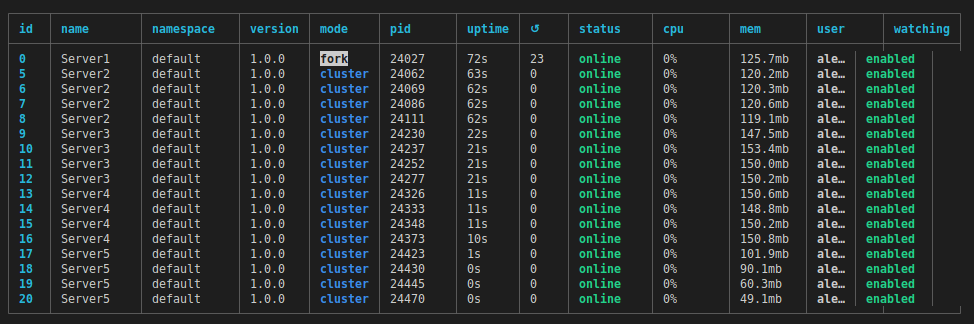 id name namespace version mode pid uptime ↺ status cpu mem user watching
0 Server1 default 1.0.0 fork 24027 72s 23 online 0% 125.7mb ale… enabled
5 Server2 default 1.0.0 cluster 24062 63s 0 online 0% 120.2mb ale… enabled
6 Server2 default 1.0.0 cluster 24069 62s 0 online 0% 120.3mb ale… enabled
7 Server2 default 1.0.0 cluster 24086 62s 0 online 0% 120.6mb ale… enabled
8 Server2 default 1.0.0 cluster 24111 62s 0 online 0% 119.1mb ale… enabled
9 Server3 default 1.0.0 cluster 24230 22s 0 online 0% 147.5mb ale… enabled
10 Server3 default 1.0.0 cluster 24237 21s 0 online 0% 153.4mb ale… enabled
11 Server3 default 1.0.0 cluster 24252 21s 0 online 0% 150.0mb ale… enabled
12 Server3 default 1.0.0 cluster 24277 21s 0 online 0% 150.2mb ale… enabled
13 Server4 default 1.0.0 cluster 24326 11s 0 online 0% 150.6mb ale… enabled
14 Server4 default 1.0.0 cluster 24333 11s 0 online 0% 148.8mb ale… enabled
15 Server4 default 1.0.0 cluster 24348 11s 0 online 0% 150.2mb ale… enabled
16 Server4 default 1.0.0 cluster 24373 10s 0 online 0% 150.8mb ale… enabled
17 Server5 default 1.0.0 cluster 24423 1s 0 online 0% 101.9mb ale… enabled
18 Server5 default 1.0.0 cluster 24430 0s 0 online 0% 90.1mb ale… enabled
19 Server5 default 1.0.0 cluster 24445 0s 0 online 0% 60.3mb ale… enabled
20 Server5 default 1.0.0 cluster 24470 0s 0 online 0% 49.1mb ale… enabled